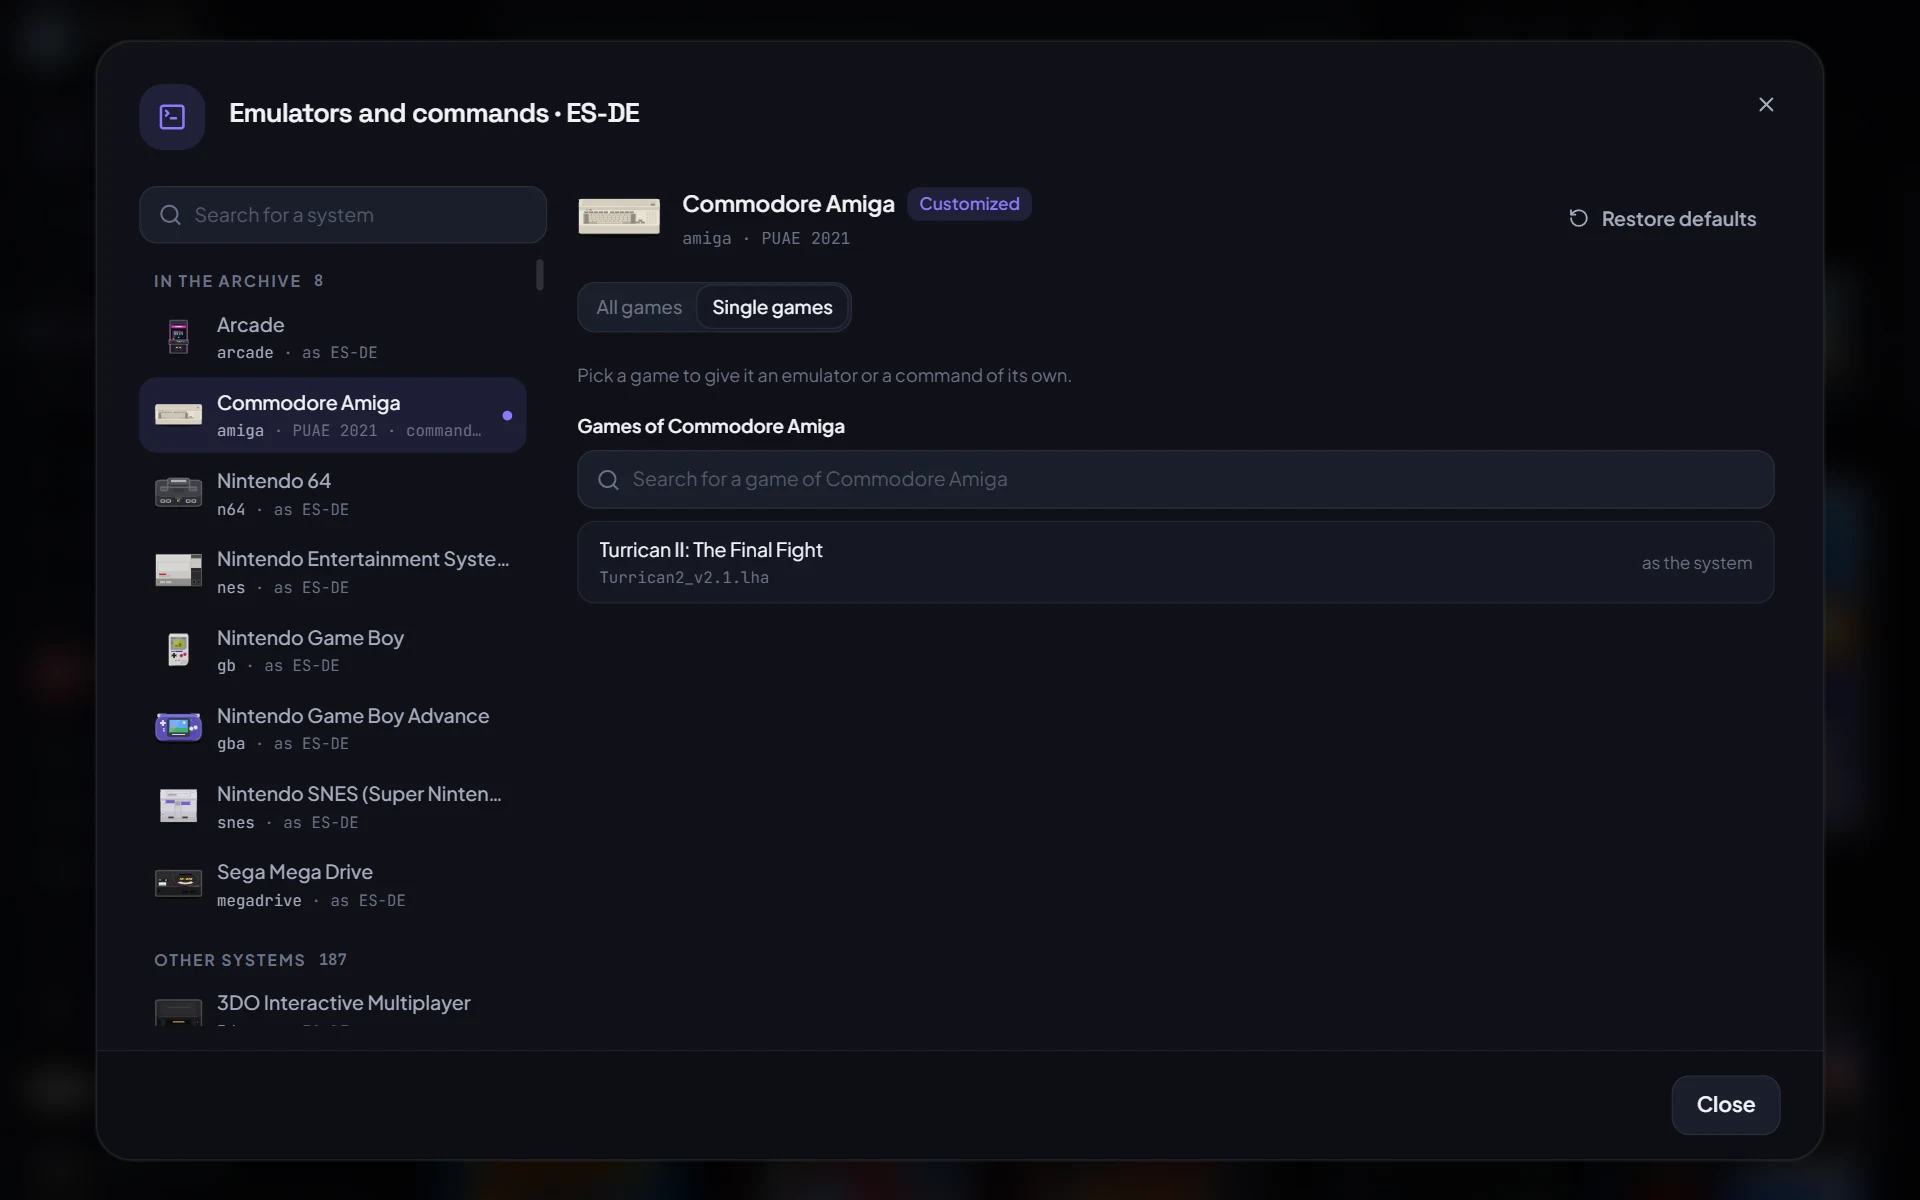 Emulators and commands · ES-DE
Search for a system
IN THE ARCHIVE 8
Arcade
arcade · as ES-DE
Commodore Amiga
amiga · PUAE 2021 · command…
Nintendo 64
n64 · as ES-DE
Nintendo Entertainment Syste…
nes · as ES-DE
Nintendo Game Boy
gb · as ES-DE
Nintendo Game Boy Advance
gba · as ES-DE
Nintendo SNES (Super Ninten…
snes · as ES-DE
Sega Mega Drive
megadrive · as ES-DE
OTHER SYSTEMS 187
3DO Interactive Multiplayer
Commodore Amiga Customized
amiga · PUAE 2021
Restore defaults
All games Single games
Pick a game to give it an emulator or a command of its own.
Games of Commodore Amiga
Search for a game of Commodore Amiga
Turrican II: The Final Fight
Turrican2_v2.1.lha
as the system
Close